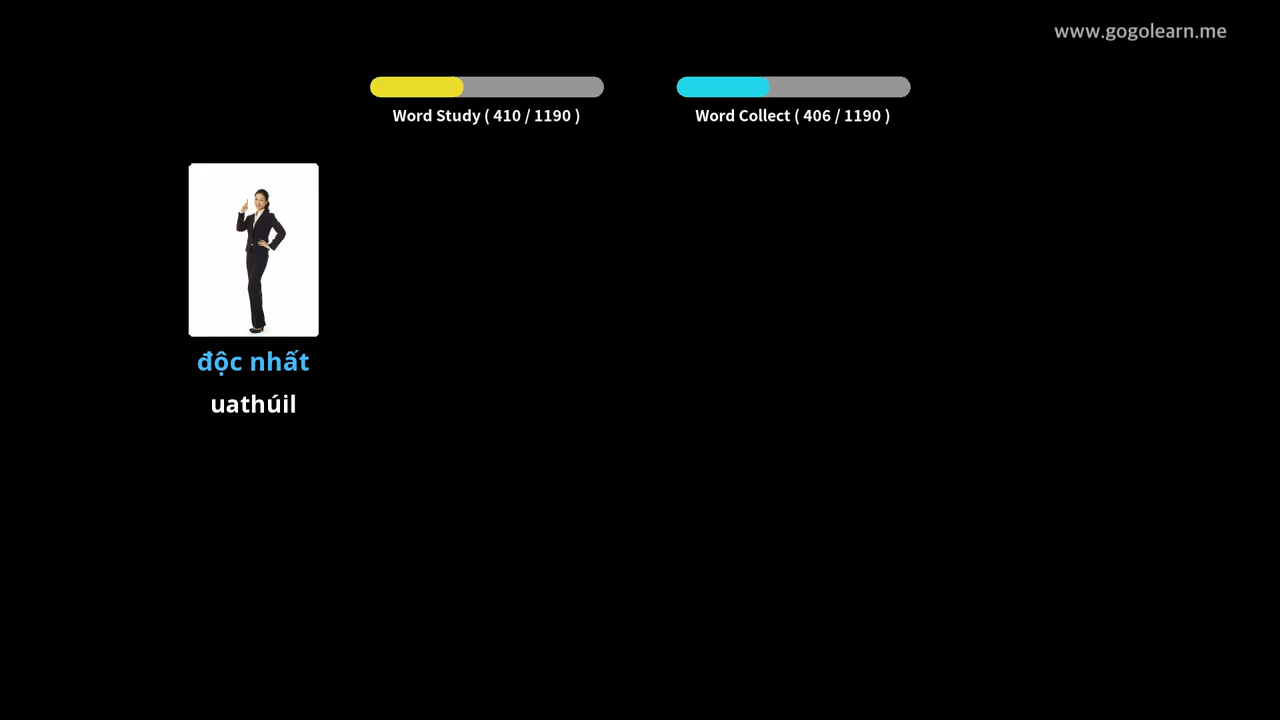 www.gogolearn.me
Word Study ( 410 / 1190 )
Word Collect ( 406 / 1190 )
độc nhất
uathúil